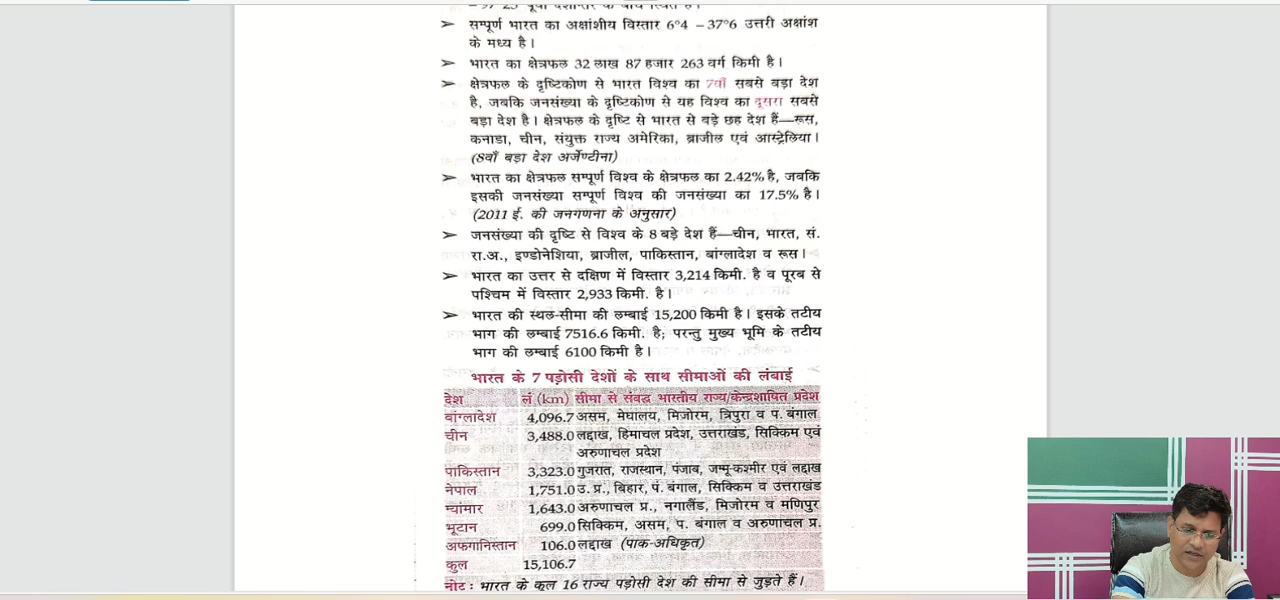 – 97°25' पूर्वी देशान्तर के बीच स्थित है।
➢ सम्पूर्ण भारत का अक्षांशीय विस्तार 6°4 – 37°6 उत्तरी अक्षांश
के मध्य है।
➢ भारत का क्षेत्रफल 32 लाख 87 हजार 263 वर्ग किमी है।
➢ क्षेत्रफल के दृष्टिकोण से भारत विश्व का 7वाँ सबसे बड़ा देश
है, जबकि जनसंख्या के दृष्टिकोण से यह विश्व का दूसरा सबसे
बड़ा देश है। क्षेत्रफल के दृष्टि से भारत से बड़े छह देश हैं—रूस,
कनाडा, चीन, संयुक्त राज्य अमेरिका, ब्राजील एवं आस्ट्रेलिया।
(8वाँ बड़ा देश अर्जेण्टीना)
➢ भारत का क्षेत्रफल सम्पूर्ण विश्व के क्षेत्रफल का 2.42% है, जबकि
इसकी जनसंख्या सम्पूर्ण विश्व की जनसंख्या का 17.5% है।
(2011 ई. की जनगणना के अनुसार)
➢ जनसंख्या की दृष्टि से विश्व के 8 बड़े देश हैं—चीन, भारत, सं.
रा.अ., इण्डोनेशिया, ब्राजील, पाकिस्तान, बांग्लादेश व रूस।
➢ भारत का उत्तर से दक्षिण में विस्तार 3,214 किमी. है व पूरब से
पश्चिम में विस्तार 2,933 किमी. है।
➢ भारत की स्थल-सीमा की लम्बाई 15,200 किमी है। इसके तटीय
भाग की लम्बाई 7516.6 किमी. है; परन्तु मुख्य भूमि के तटीय
भाग की लम्बाई 6100 किमी है।
भारत के 7 पड़ोसी देशों के साथ सीमाओं की लंबाई
देश लं (km) सीमा से संबद्ध भारतीय राज्य/केन्द्रशासित प्रदेश
बांग्लादेश 4,096.7 असम, मेघालय, मिजोरम, त्रिपुरा व प. बंगाल
चीन 3,488.0 लद्दाख, हिमाचल प्रदेश, उत्तराखंड, सिक्किम एवं
अरुणाचल प्रदेश
पाकिस्तान 3,323.0 गुजरात, राजस्थान, पंजाब, जम्मू-कश्मीर एवं लद्दाख
नेपाल 1,751.0 उ. प्र., बिहार, पं. बंगाल, सिक्किम व उत्तराखंड
म्यांमार 1,643.0 अरुणाचल प्र., नगालैंड, मिजोरम व मणिपुर
भूटान 699.0 सिक्किम, असम, प. बंगाल व अरुणाचल प्र.
अफगानिस्तान 106.0 लद्दाख (पाक-अधिकृत)
कुल 15,106.7
नोट : भारत के कुल 16 राज्य पड़ोसी देश की सीमा से जुड़ते हैं।